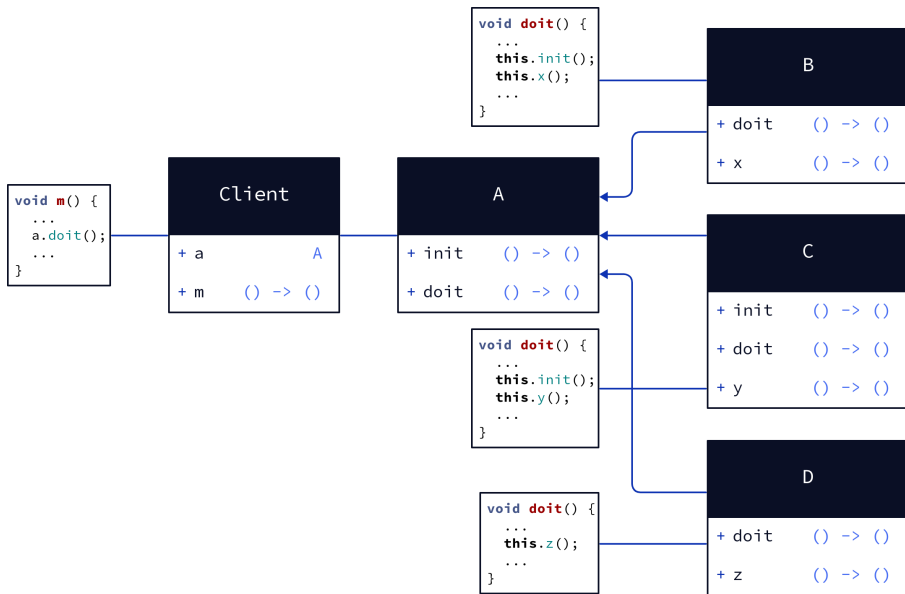 void doit() {
...
this.init();
this.x();
...
}
B
+ doit () -> ()
+ x () -> ()
void m() {
...
a.doit();
...
}
Client
+ a A
+ m () -> ()
A
+ init () -> ()
+ doit () -> ()
C
+ init () -> ()
+ doit () -> ()
+ y () -> ()
void doit() {
...
this.init();
this.y();
...
}
D
+ doit () -> ()
+ z () -> ()
void doit() {
...
this.z();
...
}